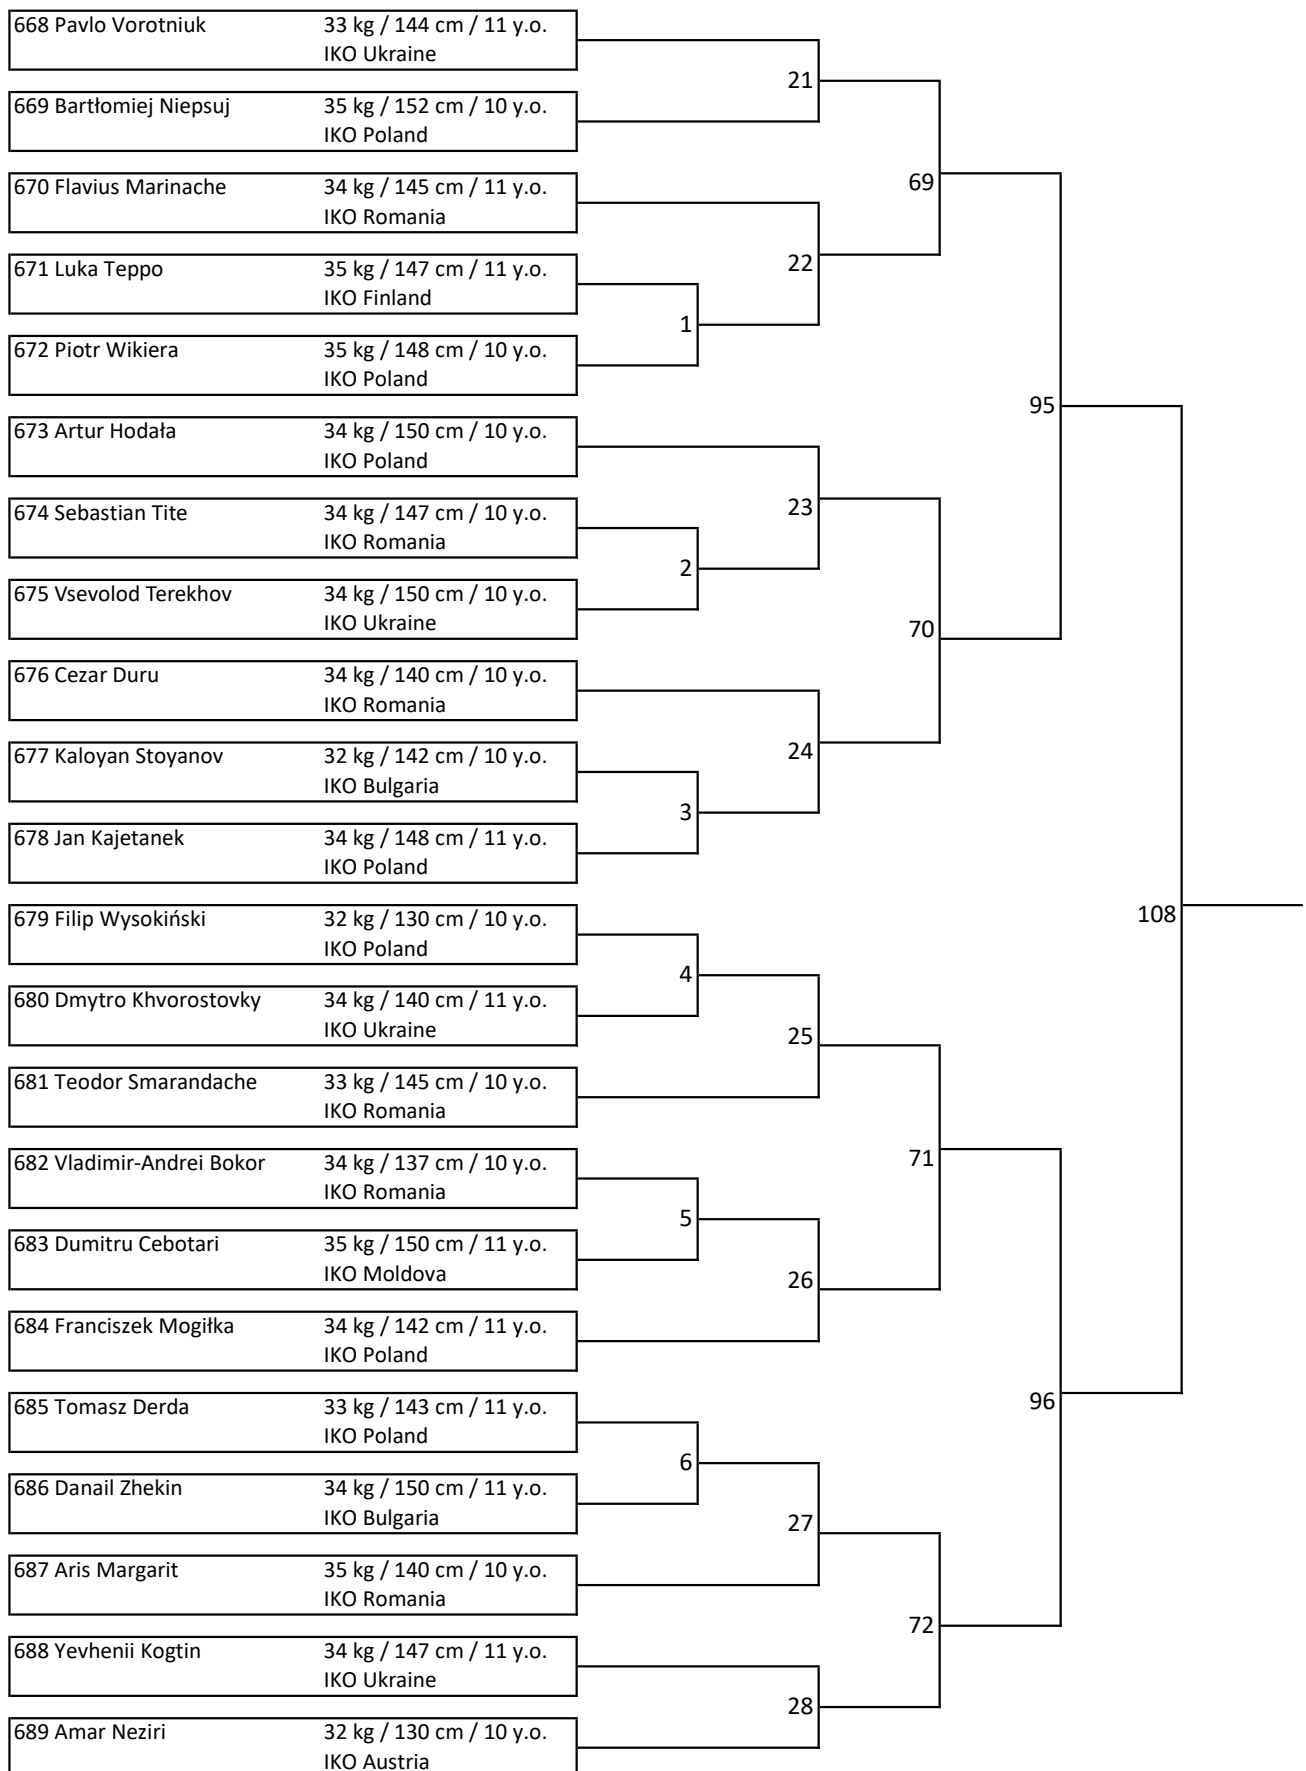 668 Pavlo Vorotniuk 33 kg / 144 cm / 11 y.o.
IKO Ukraine
21
669 Bartłomiej Niepsuj 35 kg / 152 cm / 10 y.o.
IKO Poland
670 Flavius Marinache 34 kg / 145 cm / 11 y.o.
69
IKO Romania
671 Luka Teppo 35 kg / 147 cm / 11 y.o.
22
IKO Finland
1
672 Piotr Wikiera 35 kg / 148 cm / 10 y.o.
IKO Poland
95
673 Artur Hodała 34 kg / 150 cm / 10 y.o.
IKO Poland
674 Sebastian Tite 34 kg / 147 cm / 10 y.o.
23
IKO Romania
2
675 Vsevolod Terekhov 34 kg / 150 cm / 10 y.o.
IKO Ukraine
70
676 Cezar Duru 34 kg / 140 cm / 10 y.o.
IKO Romania
677 Kaloyan Stoyanov 32 kg / 142 cm / 10 y.o.
24
IKO Bulgaria
3
678 Jan Kajetanek 34 kg / 148 cm / 11 y.o.
IKO Poland
679 Filip Wysokiński 32 kg / 130 cm / 10 y.o.
108
IKO Poland
4
680 Dmytro Khvorostovky 34 kg / 140 cm / 11 y.o.
IKO Ukraine
25
681 Teodor Smarandache 33 kg / 145 cm / 10 y.o.
IKO Romania
682 Vladimir-Andrei Bokor 34 kg / 137 cm / 10 y.o.
71
IKO Romania
5
683 Dumitru Cebotari 35 kg / 150 cm / 11 y.o.
IKO Moldova
26
684 Franciszek Mogiłka 34 kg / 142 cm / 11 y.o.
IKO Poland
685 Tomasz Derda 33 kg / 143 cm / 11 y.o.
96
IKO Poland
6
686 Danail Zhekin 34 kg / 150 cm / 11 y.o.
IKO Bulgaria
27
687 Aris Margarit 35 kg / 140 cm / 10 y.o.
IKO Romania
72
688 Yevhenii Kogtin 34 kg / 147 cm / 11 y.o.
IKO Ukraine
28
689 Amar Neziri 32 kg / 130 cm / 10 y.o.
IKO Austria